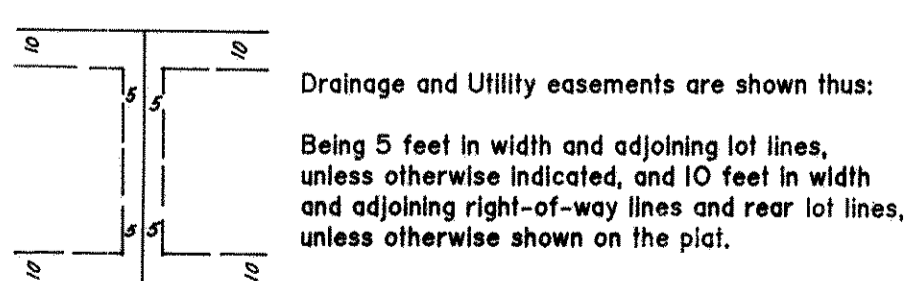 10 10
5 5
5 5
10 10
Drainage and Utility easements are shown thus:
Being 5 feet in width and adjoining lot lines,
unless otherwise indicated, and 10 feet in width
and adjoining right-of-way lines and rear lot lines,
unless otherwise shown on the plat.